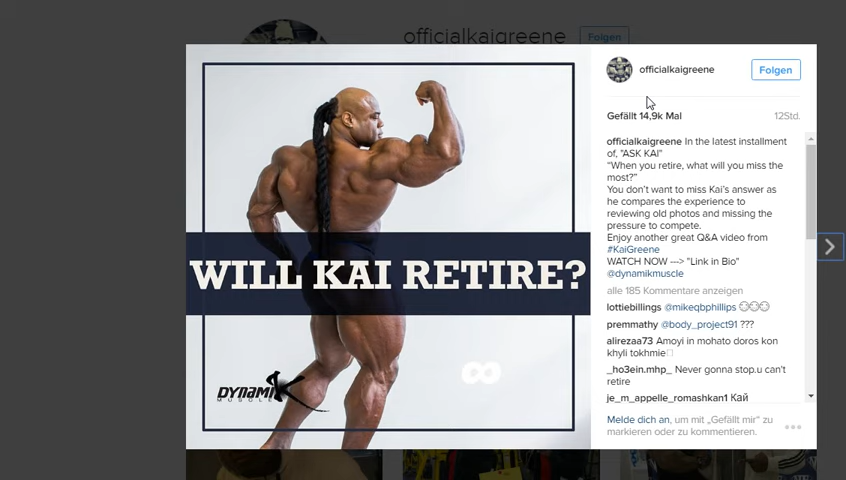 officialkaigreene Folgen
WILL KAI RETIRE?
DYNAMIK
MUSCLE
officialkaigreene Folgen
Gefällt 14,9k Mal 12Std.
officialkaigreene In the latest installment
of, "ASK KAI"
"When you retire, what will you miss the
most?"
You don't want to miss Kai's answer as
he compares the experience to
reviewing old photos and missing the
pressure to compete.
Enjoy another great Q&A video from
#KaiGreene
WATCH NOW ---> "Link in Bio"
@dynamikmuscle
alle 185 Kommentare anzeigen
lottiebillings @mikeqbphillips
premmathy @body_project91 ???
alirezaa73 Amoyi in mohato doros kon
khyli tokhmie
_ho3ein.mhp_ Never gonna stop.u can't
retire
je_m_appelle_romashkan1 Кай
Melde dich an, um mit „Gefällt mir" zu
markieren oder zu kommentieren.